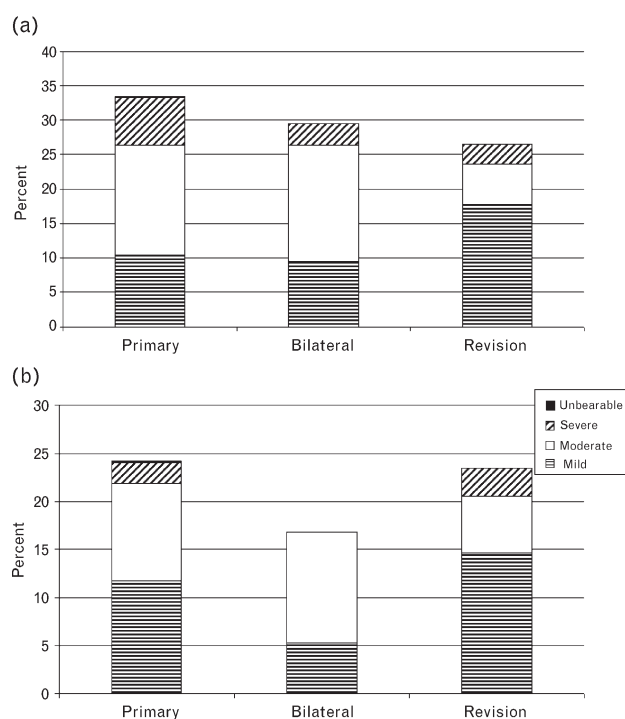 (a)
40
35
30
25
20
15
10
5
0
Percent
Primary Bilateral Revision
(b)
30
25
20
15
10
5
0
Percent
Unbearable
Severe
Moderate
Mild
Primary Bilateral Revision